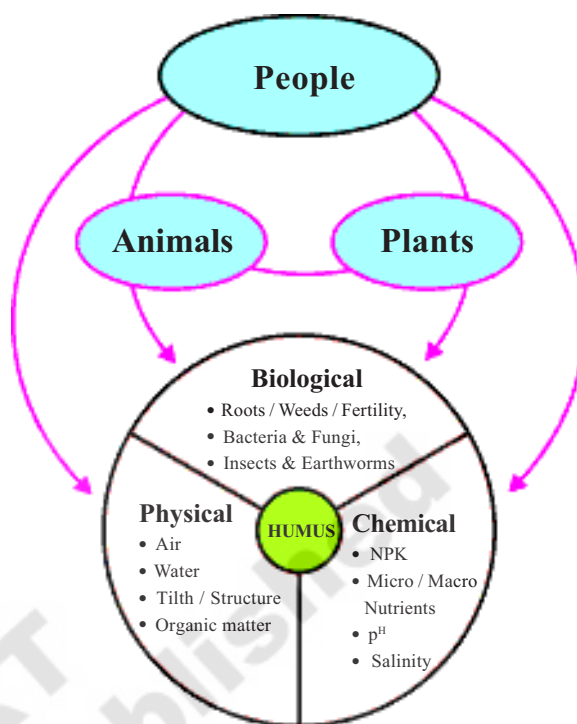 People
Animals
Plants
Biological
• Roots / Weeds / Fertility,
• Bacteria & Fungi,
• Insects & Earthworms
Physical
• Air
• Water
• Tilth / Structure
• Organic matter
HUMUS
Chemical
• NPK
• Micro / Macro
Nutrients
• pᴴ
• Salinity